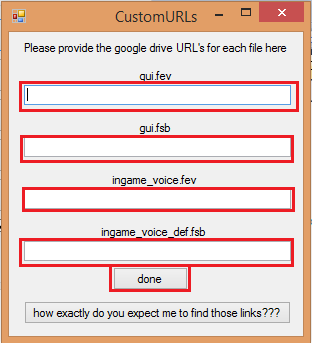 CustomURLs
Please provide the google drive URL's for each file here
gui.fev
gui.fsb
ingame_voice.fev
ingame_voice_def.fsb
done
how exactly do you expect me to find those links???